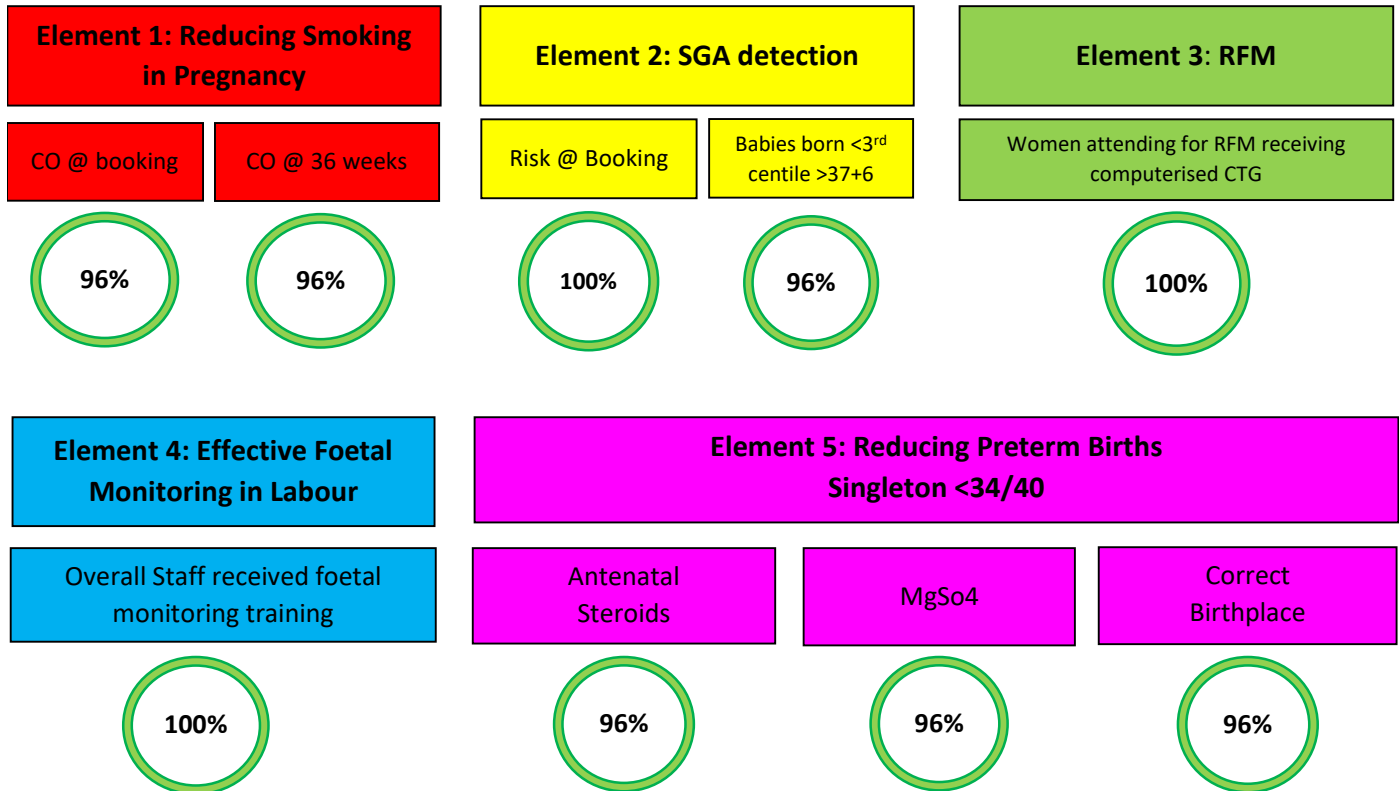 Element 1: Reducing Smoking
in Pregnancy
Element 2: SGA detection
Element 3: RFM
CO @ booking
CO @ 36 weeks
Risk @ Booking
Babies born <3rd
centile >37+6
Women attending for RFM receiving
computerised CTG
96%
96%
100%
96%
100%
Element 4: Effective Foetal
Monitoring in Labour
Element 5: Reducing Preterm Births
Singleton <34/40
Overall Staff received foetal
monitoring training
Antenatal
Steroids
MgSo4
Correct
Birthplace
100%
96%
96%
96%